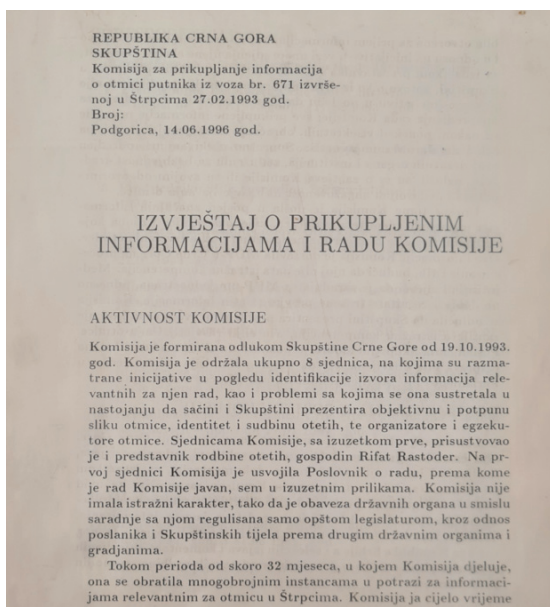 REPUBLIKA CRNA GORA
SKUPŠTINA
Komisija za prikupljanje informacija
o otmici putnika iz voza br. 671 izvrše-
noj u Štrpcima 27.02.1993 god.
Broj:
Podgorica, 14.06.1996 god.
IZVJEŠTAJ O PRIKUPLJENIM
INFORMACIJAMA I RADU KOMISIJE
AKTIVNOST KOMISIJE
Komisija je formirana odlukom Skupštine Crne Gore od 19.10.1993.
god. Komisija je održala ukupno 8 sjednica, na kojima su razma-
trane inicijative u pogledu identifikacije izvora informacija rele-
vantnih za njen rad, kao i problemi sa kojima se ona sustretala u
nastojanju da sačini i Skupštini prezentira objektivnu i potpunu
sliku otmice, identitet i sudbinu otetih, te organizatore i egzeku-
tore otmice. Sjednicama Komisije, sa izuzetkom prve, prisustvovao
je i predstavnik rodbine otetih, gospodin Rifat Rastoder. Na pr-
voj sjednici Komisija je usvojila Poslovnik o radu, prema kome
je rad Komisije javan, sem u izuzetnim prilikama. Komisija nije
imala istražni karakter, tako da je obaveza državnih organa u smislu
saradnje sa njom regulisana samo opštom legislaturom, kroz odnos
poslanika i Skupštinskih tijela prema drugim državnim organima i
gradjanima.
Tokom perioda od skoro 32 mjeseca, u kojem Komisija djeluje,
ona se obratila mnogobrojnim instancama u potrazi za informaci-
jama relevantnim za otmicu u Štrpcima. Komisija ja cijelo vrijeme